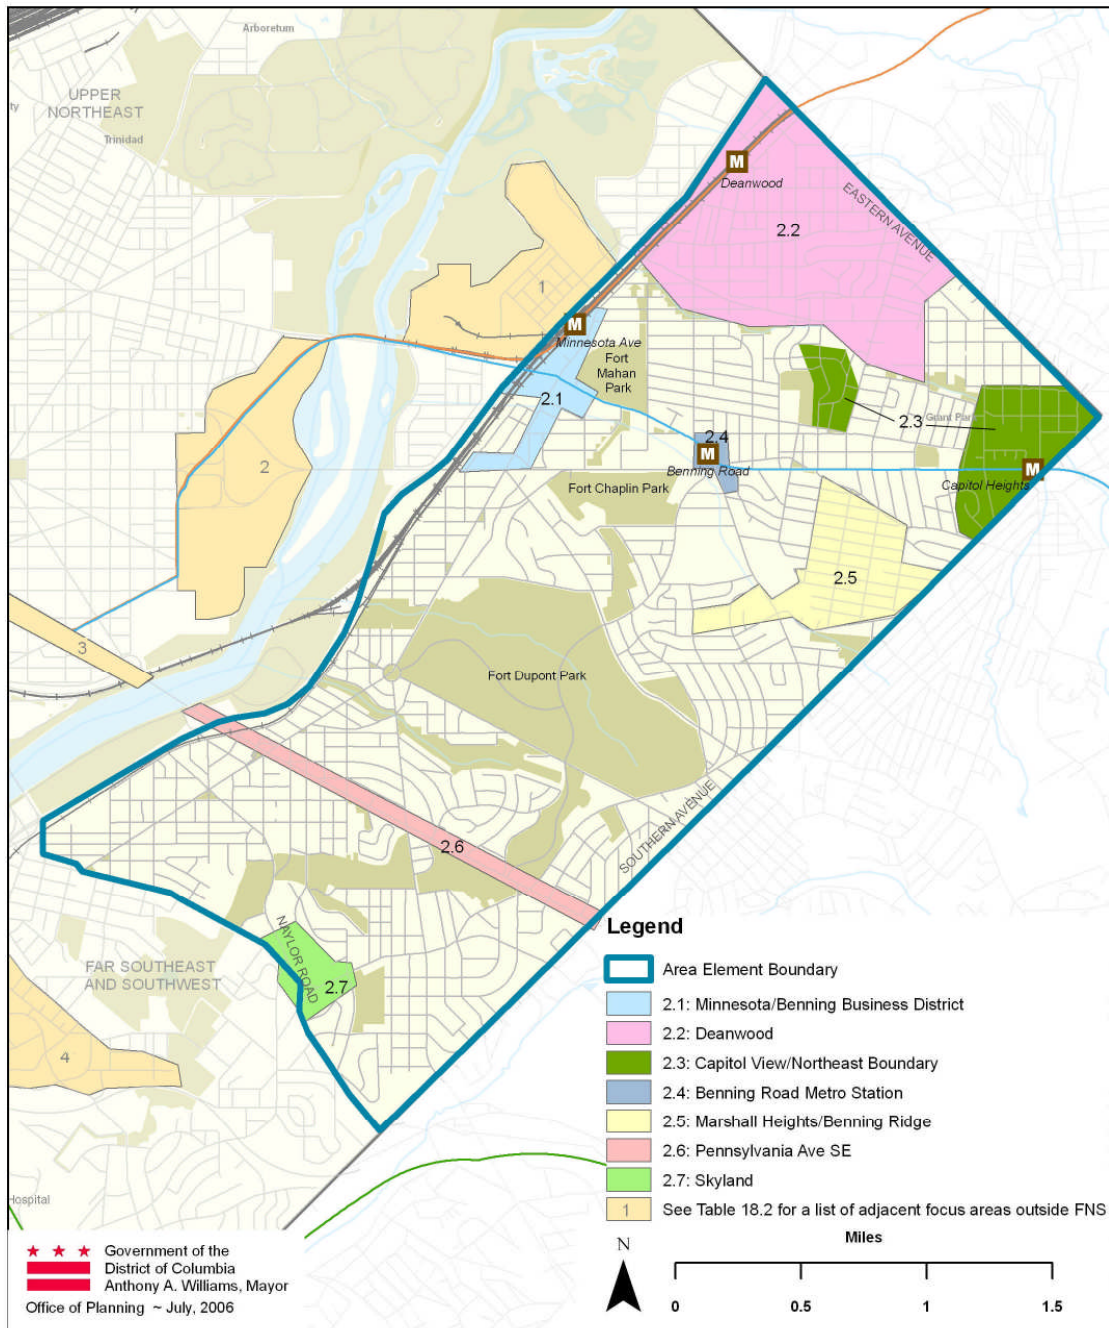 Arboretum
UPPER
NORTHEAST
Trinidad
M
Deanwood
EASTERN AVENUE
2.2
1
M
Minnesota Ave
Fort
Mahan
Park
2.1
2.3
Grant Park
2.4
M
Benning Road
M
Capitol Heights
2
Fort Chaplin Park
2.5
3
Fort Dupont Park
SOUTHERN AVENUE
2.6
NAYLOR ROAD
2.7
FAR SOUTHEAST
AND SOUTHWEST
4
Hospital
Legend
Area Element Boundary
2.1: Minnesota/Benning Business District
2.2: Deanwood
2.3: Capitol View/Northeast Boundary
2.4: Benning Road Metro Station
2.5: Marshall Heights/Benning Ridge
2.6: Pennsylvania Ave SE
2.7: Skyland
1 See Table 18.2 for a list of adjacent focus areas outside FNS
Government of the
District of Columbia
Anthony A. Williams, Mayor
Office of Planning ~ July, 2006
N
Miles
0 0.5 1 1.5